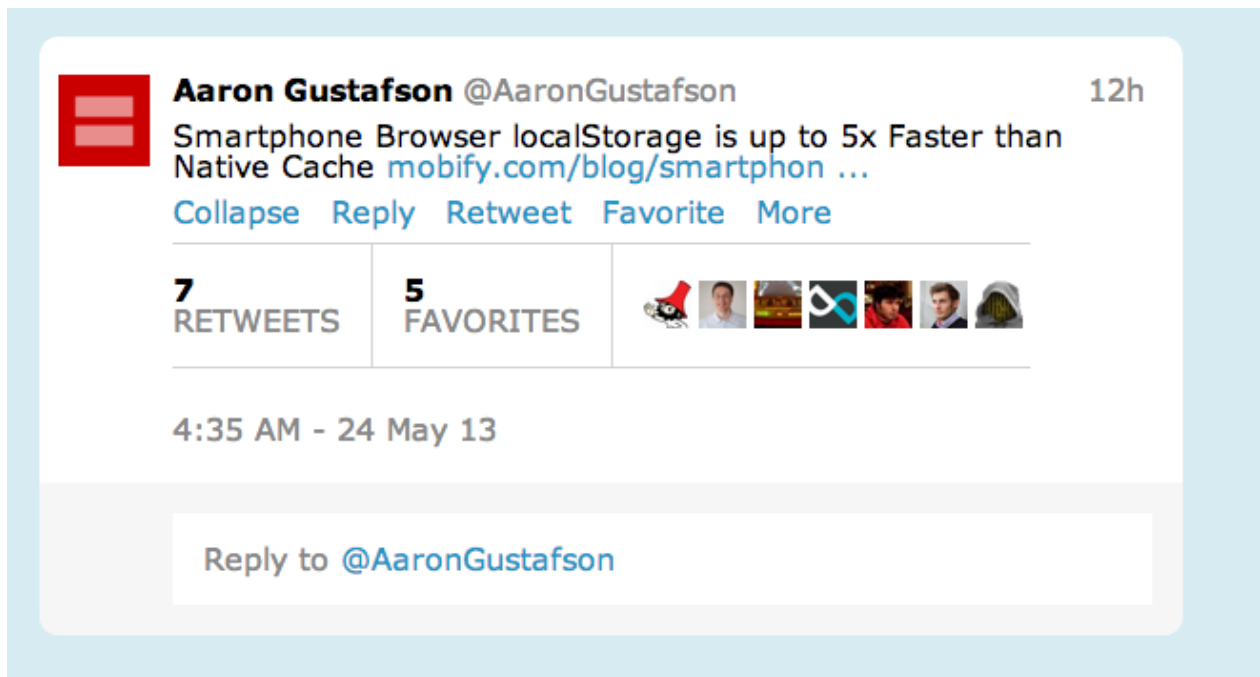 Aaron Gustafson @AaronGustafson 12h
Smartphone Browser localStorage is up to 5x Faster than
Native Cache mobify.com/blog/smartphon ...
Collapse Reply Retweet Favorite More
7 5
RETWEETS FAVORITES
4:35 AM - 24 May 13
Reply to @AaronGustafson